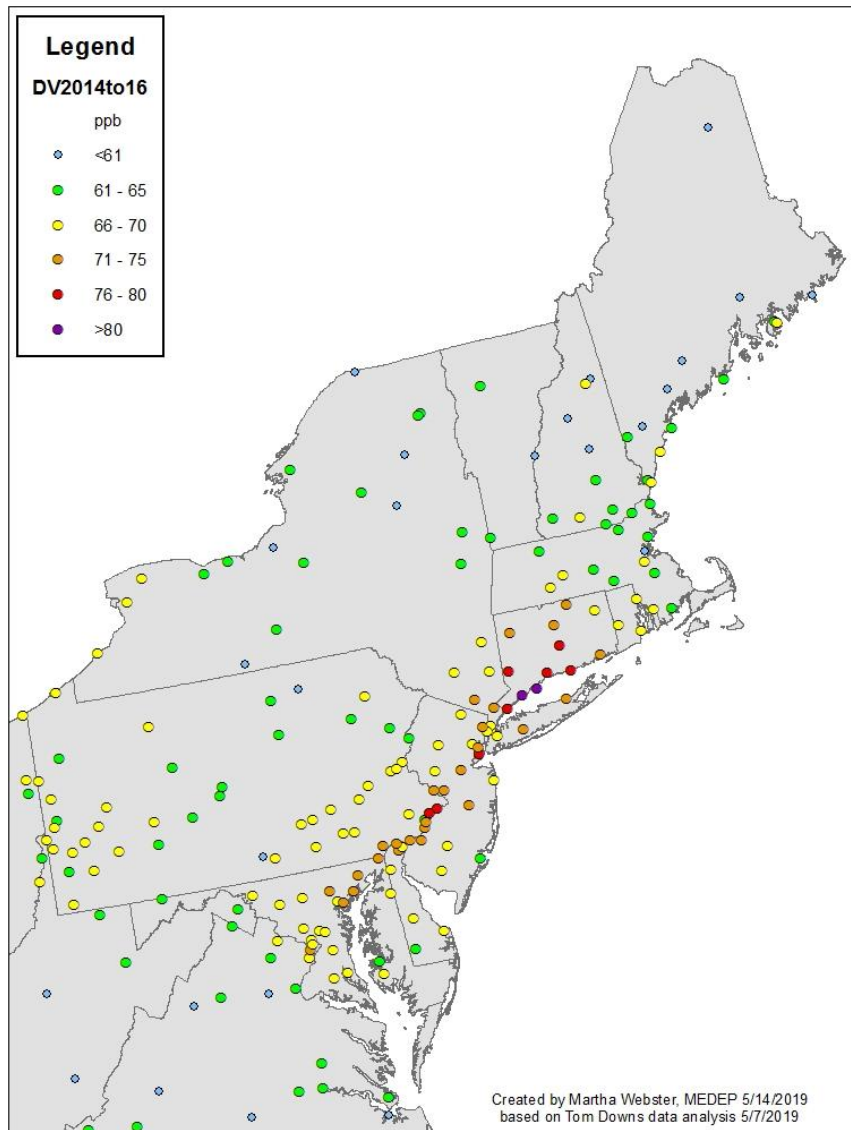 Legend
DV2014to16
ppb
<61
61 - 65
66 - 70
71 - 75
76 - 80
>80
Created by Martha Webster, MEDEP 5/14/2019
based on Tom Downs data analysis 5/7/2019